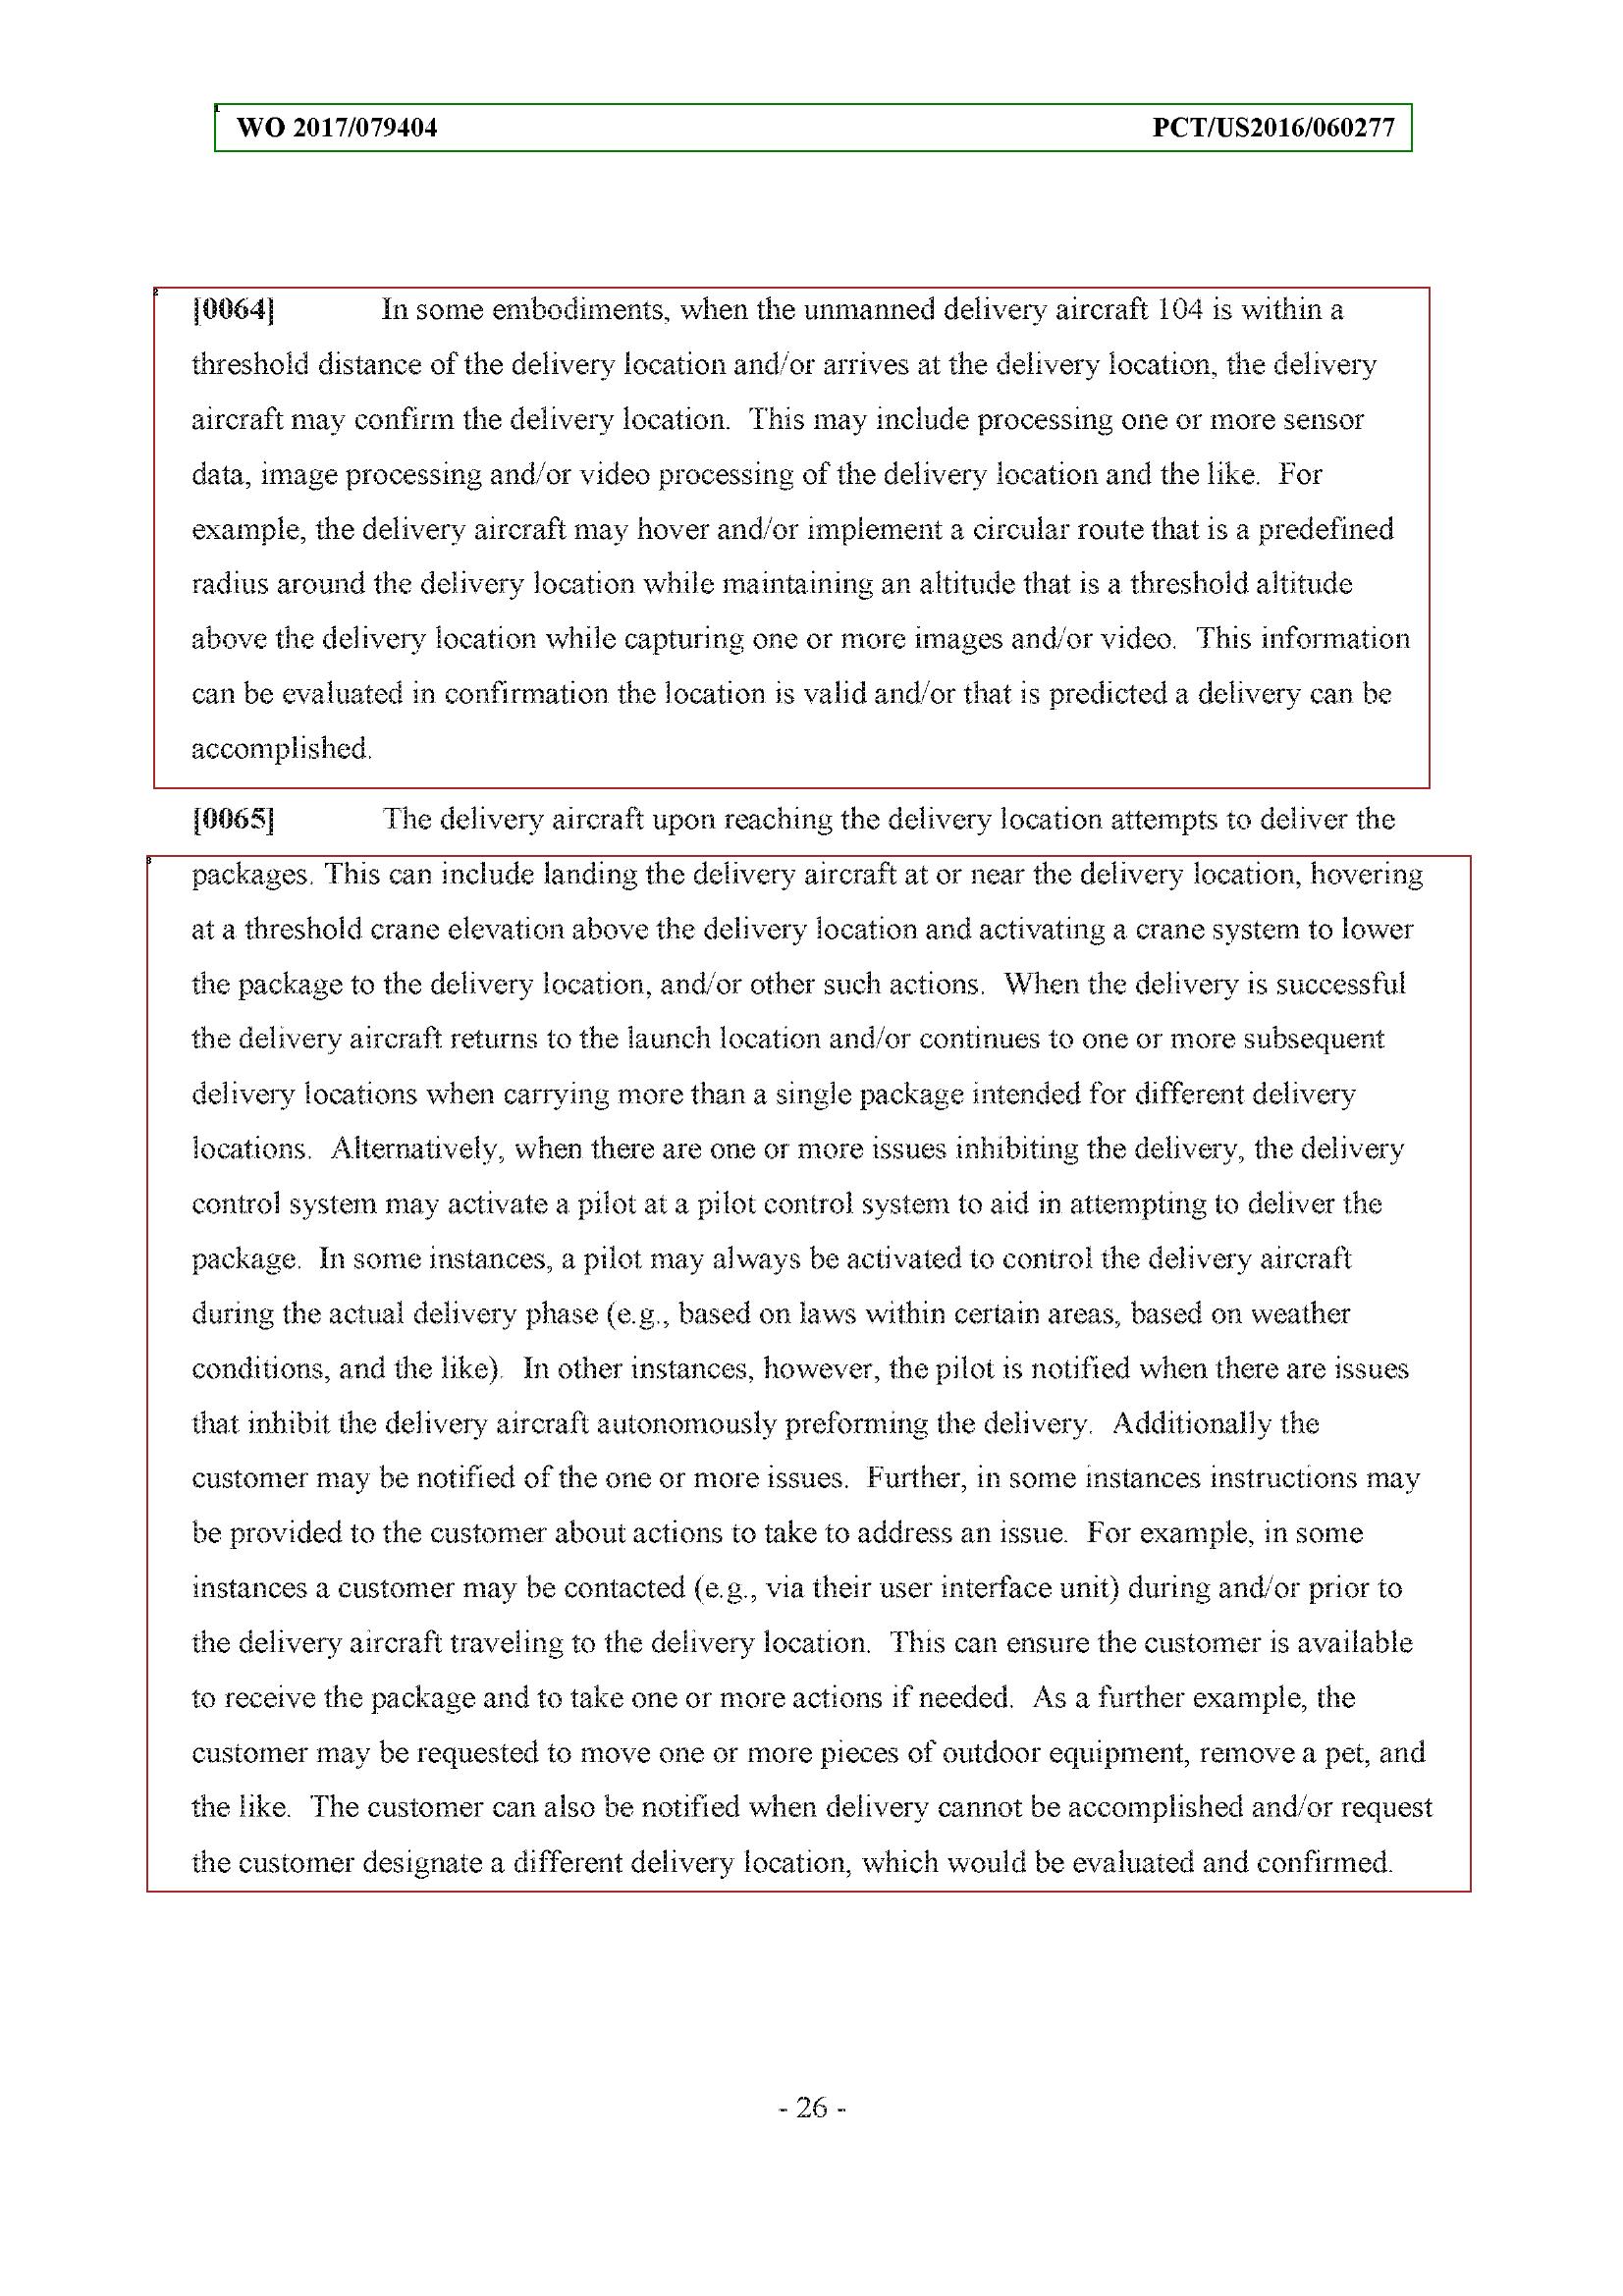 WO 2017/079404 PCT/US2016/060277
[0064] In some embodiments, when the unmanned delivery aircraft 104 is within a
threshold distance of the delivery location and/or arrives at the delivery location, the delivery
aircraft may confirm the delivery location. This may include processing one or more sensor
data, image processing and/or video processing of the delivery location and the like. For
example, the delivery aircraft may hover and/or implement a circular route that is a predefined
radius around the delivery location while maintaining an altitude that is a threshold altitude
above the delivery location while capturing one or more images and/or video. This information
can be evaluated in confirmation the location is valid and/or that is predicted a delivery can be
accomplished.
[0065] The delivery aircraft upon reaching the delivery location attempts to deliver the
packages. This can include landing the delivery aircraft at or near the delivery location, hovering
at a threshold crane elevation above the delivery location and activating a crane system to lower
the package to the delivery location, and/or other such actions. When the delivery is successful
the delivery aircraft returns to the launch location and/or continues to one or more subsequent
delivery locations when carrying more than a single package intended for different delivery
locations. Alternatively, when there are one or more issues inhibiting the delivery, the delivery
control system may activate a pilot at a pilot control system to aid in attempting to deliver the
package. In some instances, a pilot may always be activated to control the delivery aircraft
during the actual delivery phase (e.g., based on laws within certain areas, based on weather
conditions, and the like). In other instances, however, the pilot is notified when there are issues
that inhibit the delivery aircraft autonomously preforming the delivery. Additionally the
customer may be notified of the one or more issues. Further, in some instances instructions may
be provided to the customer about actions to take to address an issue. For example, in some
instances a customer may be contacted (e.g., via their user interface unit) during and/or prior to
the delivery aircraft traveling to the delivery location. This can ensure the customer is available
to receive the package and to take one or more actions if needed. As a further example, the
customer may be requested to move one or more pieces of outdoor equipment, remove a pet, and
the like. The customer can also be notified when delivery cannot be accomplished and/or request
the customer designate a different delivery location, which would be evaluated and confirmed.
- 26 -